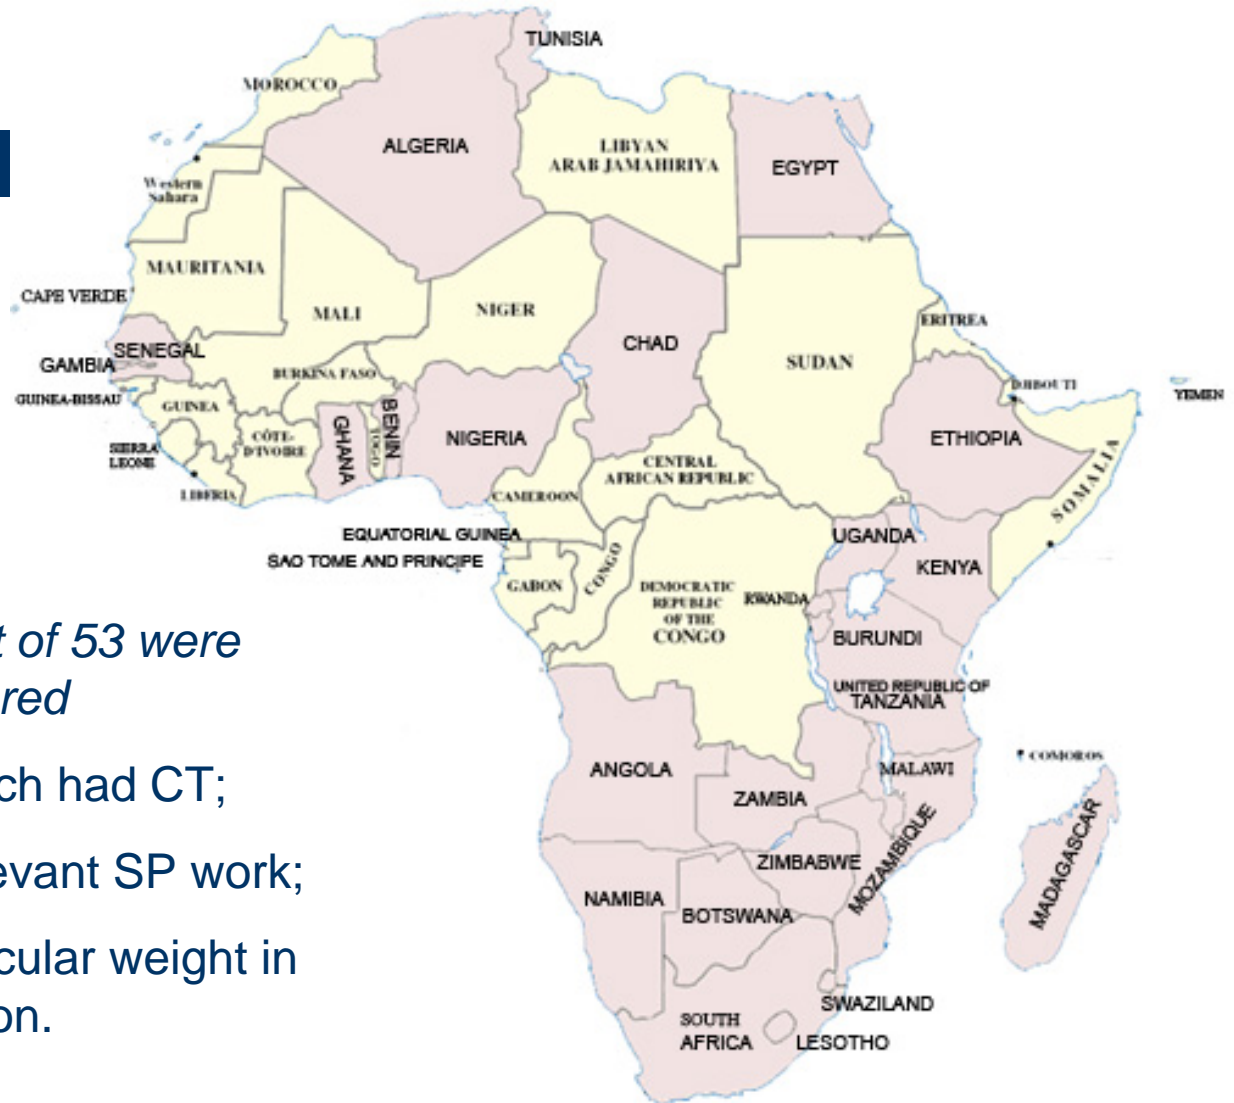 TUNISIA
MOROCCO
ALGERIA
LIBYAN
ARAB JAMAHIRIYA
EGYPT
Western
Sahara
MAURITANIA
CAPE VERDE
MALI
NIGER
CHAD
SUDAN
ERITREA
SENEGAL
GAMBIA
BURKINA FASO
DJIBOUTI
YEMEN
GUINEA-BISSAU
GUINEA
BENIN
NIGERIA
ETHIOPIA
GHANA
TOGO
CÔTE-
D'IVOIRE
SIERRA
LEONE
LIBERIA
CENTRAL
AFRICAN REPUBLIC
CAMEROON
SOMALIA
EQUATORIAL GUINEA
SAO TOME AND PRINCIPE
UGANDA
KENYA
GABON
CONGO
DEMOCRATIC
REPUBLIC
OF THE
CONGO
RWANDA
BURUNDI
t of 53 were
red
UNITED REPUBLIC OF
TANZANIA
COMOROS
ch had CT;
ANGOLA
MALAWI
ZAMBIA
MOZAMBIQUE
MADAGASCAR
evant SP work;
ZIMBABWE
NAMIBIA
BOTSWANA
cular weight in
on.
SWAZILAND
SOUTH
AFRICA
LESOTHO